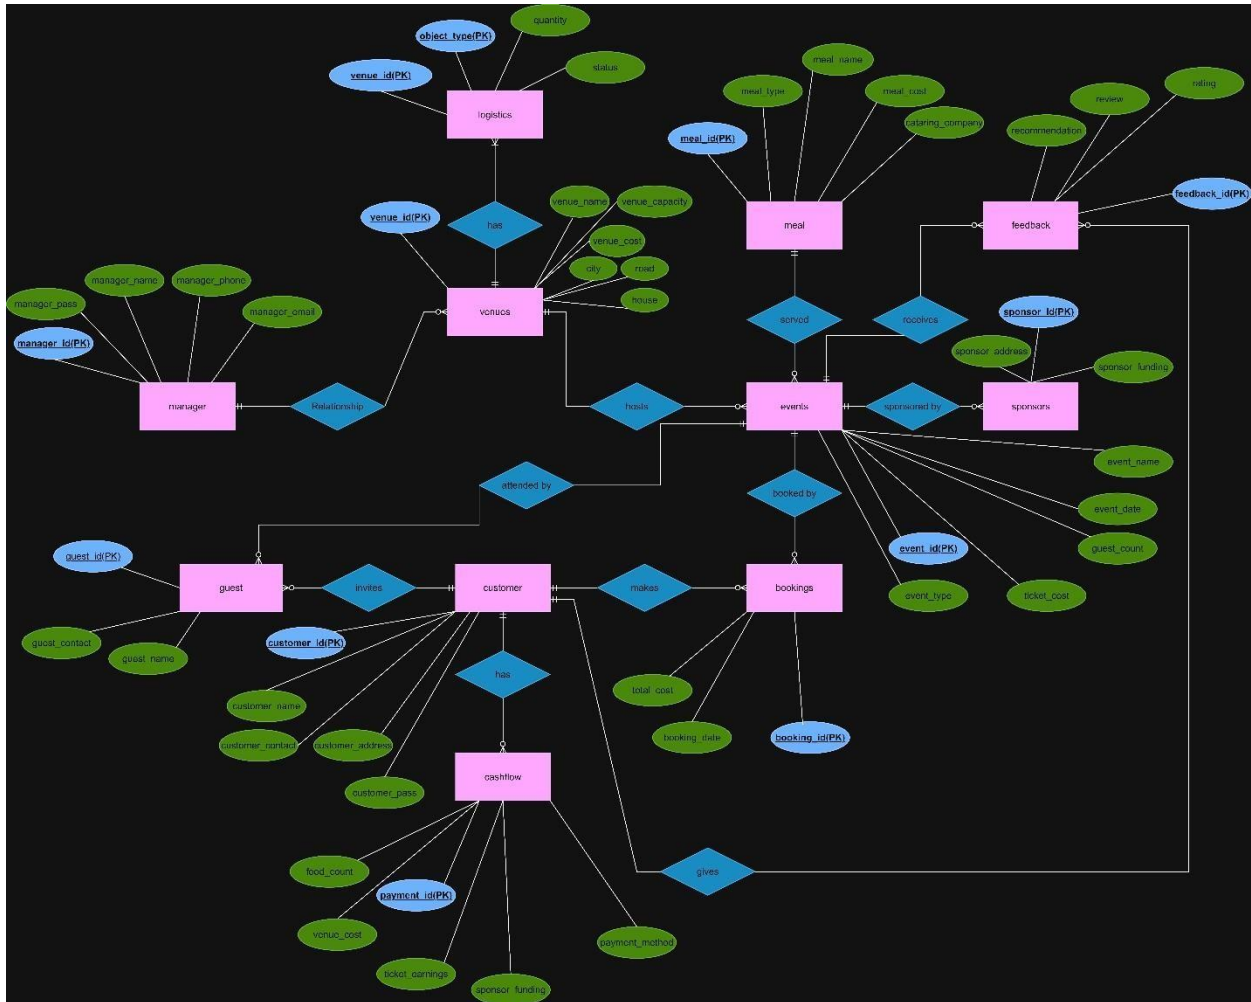 quantity
object_type(PK)
meal_name
status
venue_id(PK)
rating
meal_type
meal_cost
review
logistics
cataring_company
recommendation
meal_id(PK)
feedback_id(PK)
venue_name
venue_capacity
venue_id(PK)
has
meal
feedback
venue_cost
city
road
manager_name
manager_phone
house
manager_pass
manager_email
venues
served
receives
sponsor_id(PK)
manager_id(PK)
sponsor_address
sponsor_funding
manager
Relationship
hosts
events
sponsored by
sponsors
event_name
attended by
booked by
event_date
guest_id(PK)
event_id(PK)
guest_count
guest
invites
customer
makes
bookings
event_type
ticket_cost
guest_contact
customer_id(PK)
guest_name
has
total_cost
customer_name
booking_date
booking_id(PK)
customer_contact
customer_address
cashflow
customer_pass
food_count
gives
payment_id(PK)
venue_cost
payment_method
ticket_earnings
sponsor_funding